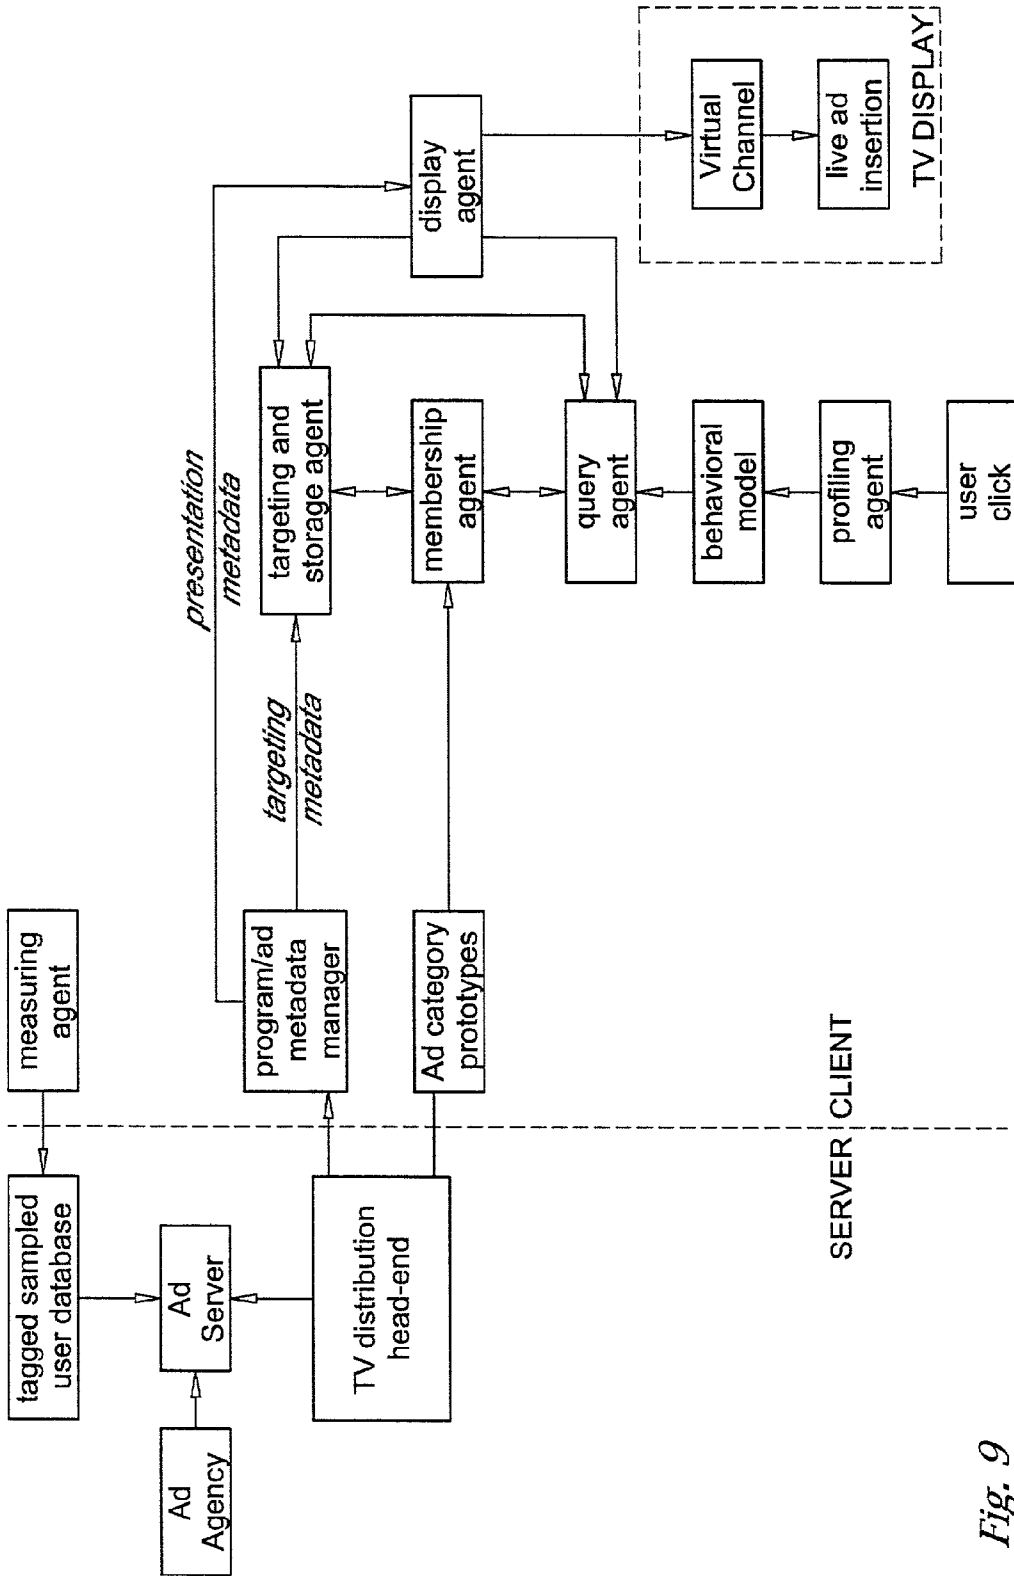 tagged sampled
user database
measuring
agent
Ad
Agency
Ad
Server
presentation
metadata
program/ad
metadata
manager
targeting
metadata
targeting and
storage agent
display
agent
TV distribution
head-end
Ad category
prototypes
membership
agent
query
agent
Virtual
Channel
behavioral
model
live ad
insertion
profiling
agent
TV DISPLAY
SERVER
CLIENT
user
click
Fig. 9